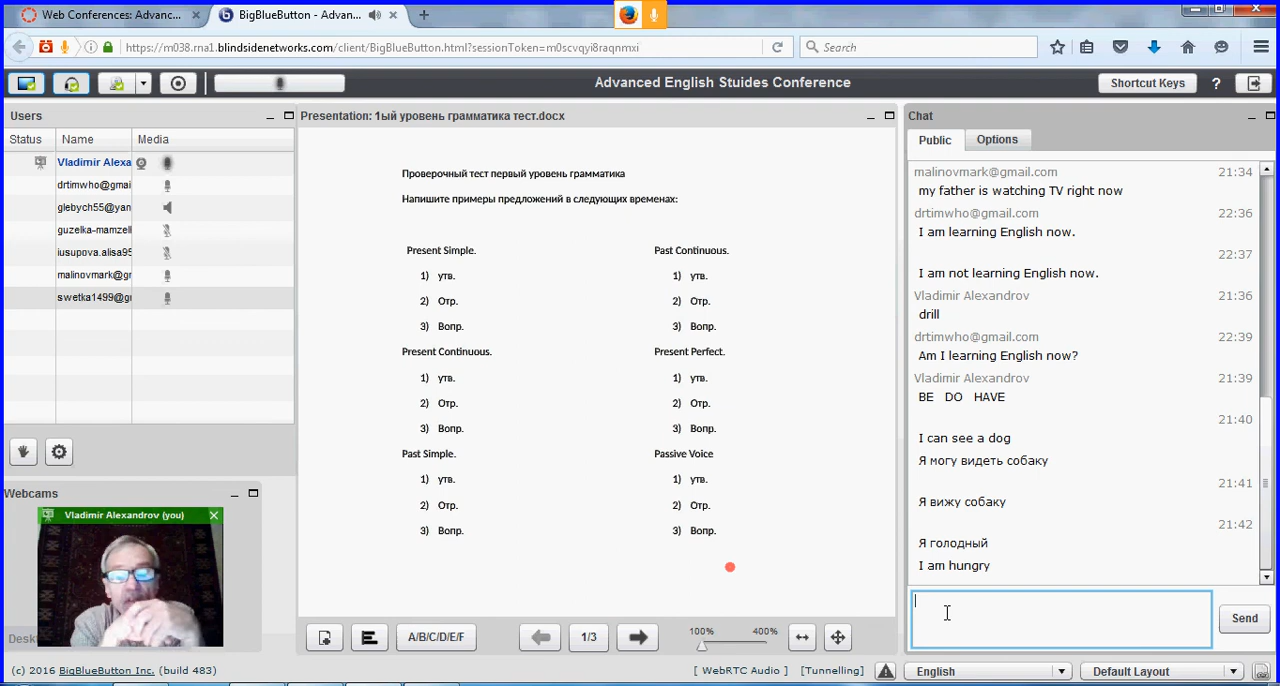 Web Conferences: Advanc...
BigBlueButton - Advan...
https://m038.rna1.blindsidenetworks.com/client/BigBlueButton.html?sessionToken=m0scvqyi8raqnmxi
Search
Advanced English Stuides Conference
Shortcut Keys
?
Users
Status Name Media
Vladimir Alexa
drtimwho@gmai
glebych55@yan
guzelka-mamzel
iusupova.alisa95
malinovmark@gr
swetka1499@gı
Webcams
Vladimir Alexandrov (you)
Desk
Presentation: 1ый уровень грамматика тест.docx
Проверочный тест первый уровень грамматика
Напишите примеры предложений в следующих временах:
Present Simple.
1) утв.
2) Отр.
3) Вопр.
Present Continuous.
1) утв.
2) Отр.
3) Вопр.
Past Simple.
1) утв.
2) Отр.
3) Вопр.
Past Continuous.
1) утв.
2) Отр.
3) Вопр.
Present Perfect.
1) утв.
2) Отр.
3) Вопр.
Passive Voice
1) утв.
2) Отр.
3) Вопр.
A/B/C/D/E/F
1/3
100% 400%
Chat
Public Options
malinovmark@gmail.com 21:34
my father is watching TV right now
drtimwho@gmail.com 22:36
I am learning English now.
22:37
I am not learning English now.
Vladimir Alexandrov 21:36
drill
drtimwho@gmail.com 22:39
Am I learning English now?
Vladimir Alexandrov 21:39
BE DO HAVE
21:40
I can see a dog
Я могу видеть собаку
21:41
Я вижу собаку
21:42
Я голодный
I am hungry
Send
(c) 2016 BigBlueButton Inc. (build 483)
[ WebRTC Audio ] [Tunnelling]
English
Default Layout